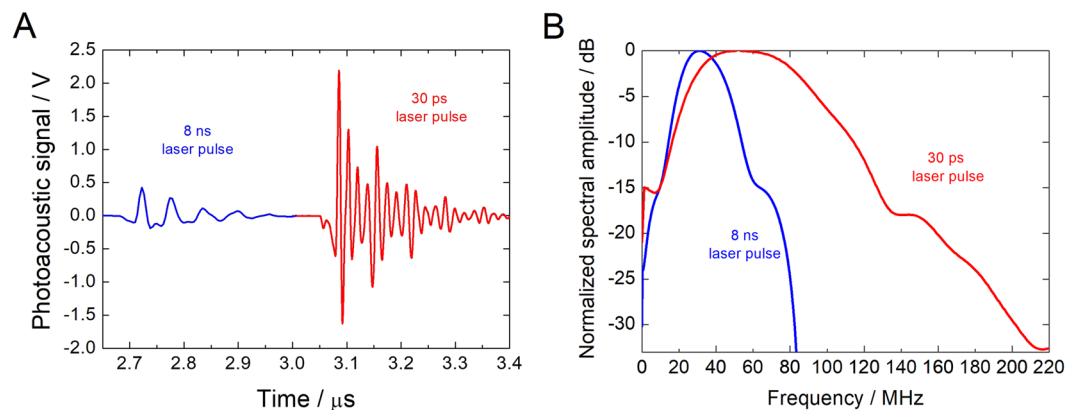 A
Photoacoustic signal / V
2.5
2.0
1.5
1.0
0.5
0.0
-0.5
-1.0
-1.5
-2.0
8 ns
laser pulse
30 ps
laser pulse
2.7 2.8 2.9 3.0 3.1 3.2 3.3 3.4
Time / μs
B
Normalized spectral amplitude / dB
0
-5
-10
-15
-20
-25
-30
30 ps
laser pulse
8 ns
laser pulse
0 20 40 60 80 100 120 140 160 180 200 220
Frequency / MHz